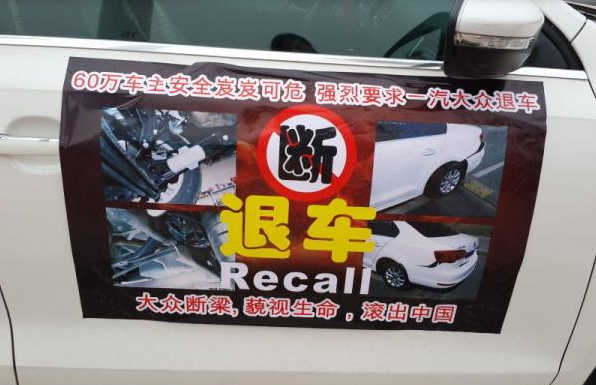 60万车主安全岌岌可危 强烈要求一汽大众退车
断
退车
Recall
大众断梁,藐视生命,滚出中国